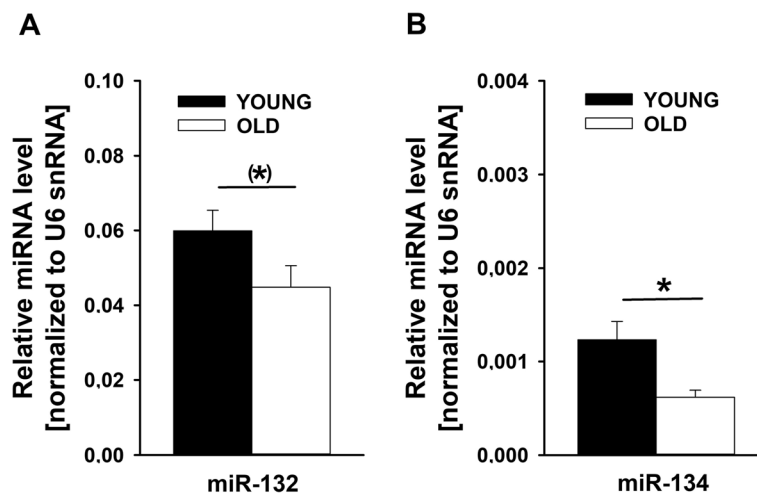 A
Relative miRNA level
[normalized to U6 snRNA]
0.10
0.08
0.06
0.04
0.02
0.00
YOUNG
OLD
(*)
miR-132
B
Relative miRNA level
[normalized to U6 snRNA]
0.004
0.003
0,002
0.001
0.000
YOUNG
OLD
*
miR-134